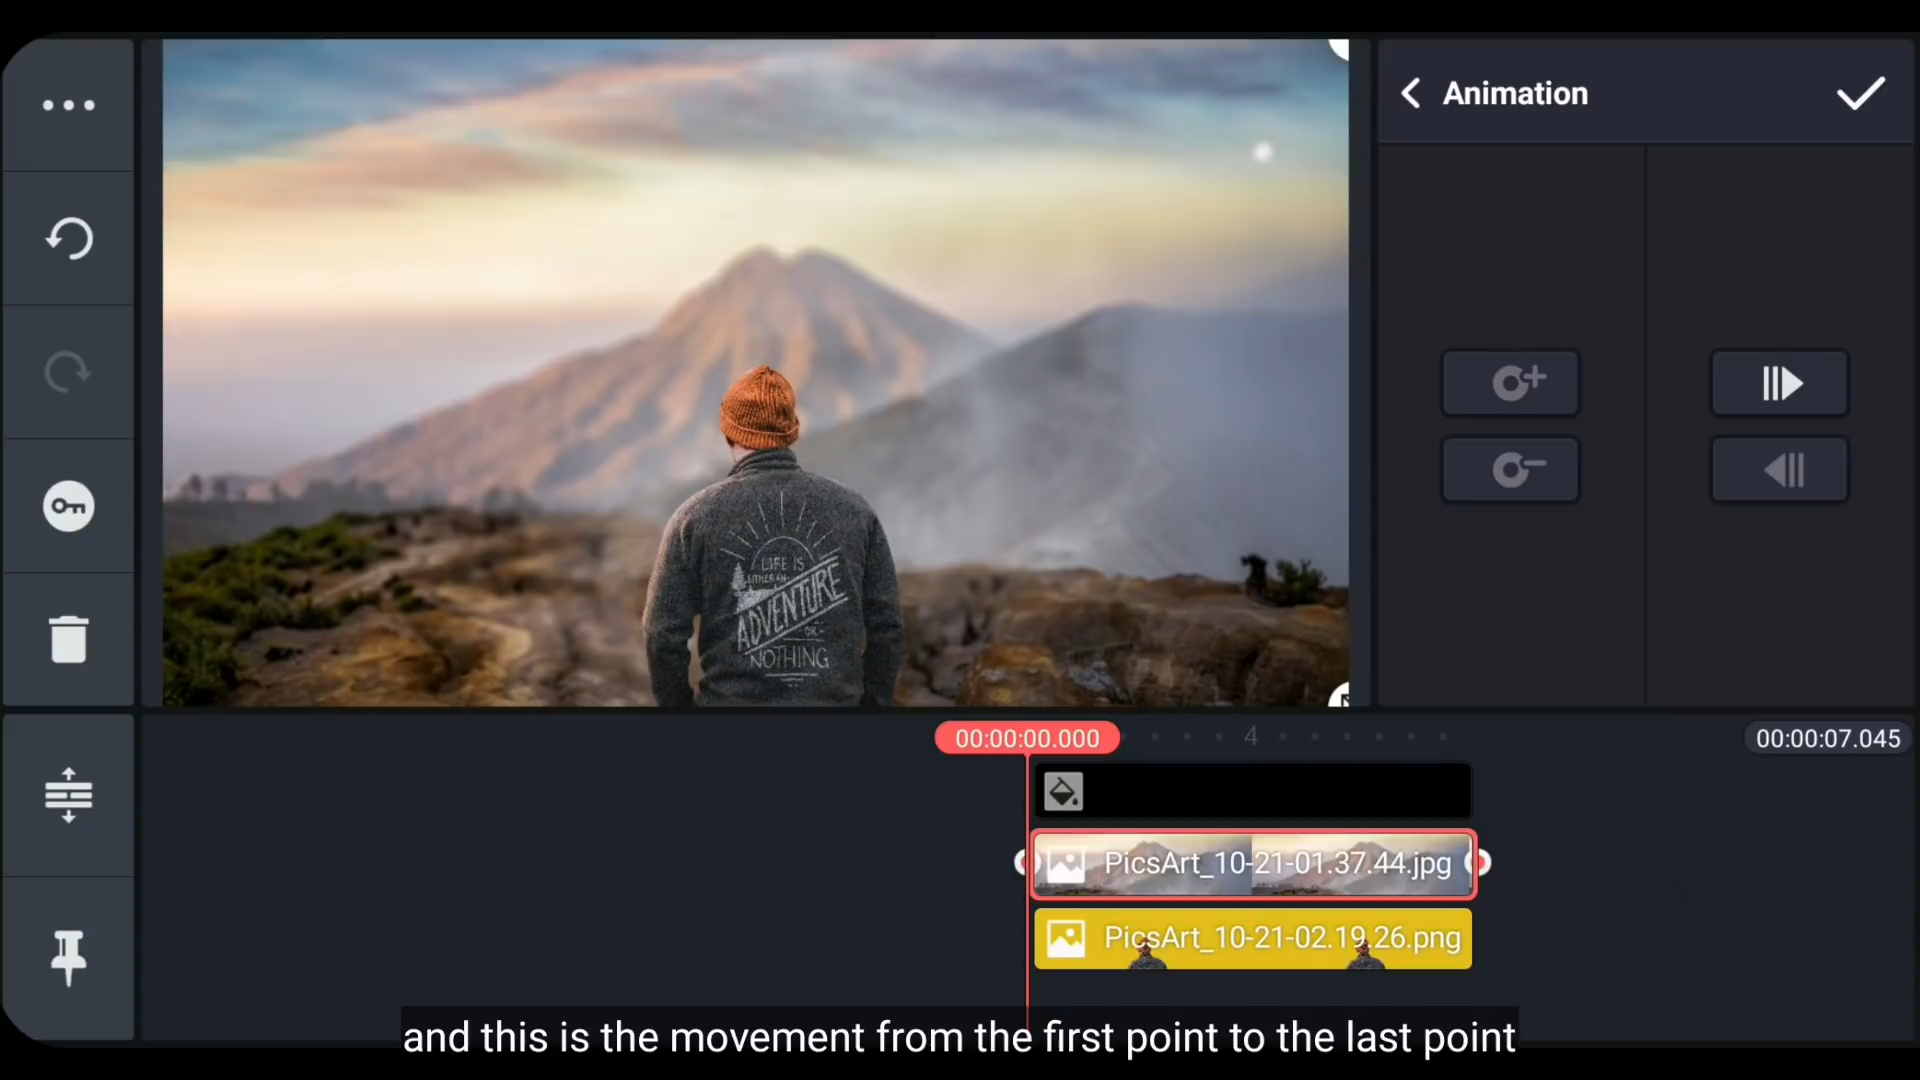 Animation
LIFE IS
EITHER AN
ADVENTURE
OR
NOTHING
00:00:00.000
4
00:00:07.045
PicsArt_10-21-01.37.44.jpg
PicsArt_10-21-02.19.26.png
and this is the movement from the first point to the last point